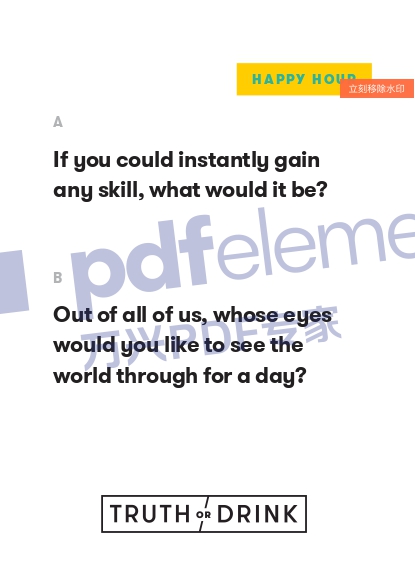 HAPPY HOUR
立刻移除水印
A
If you could instantly gain
any skill, what would it be?
pdfeleme
B
Out of all of us, whose eyes
would you like to see the
world through for a day?
万兴PDF专家
TRUTH OR DRINK